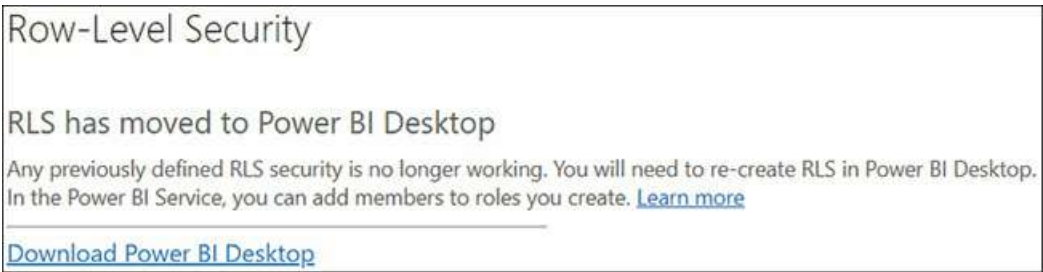 Row-Level Security
RLS has moved to Power BI Desktop
Any previously defined RLS security is no longer working. You will need to re-create RLS in Power BI Desktop.
In the Power BI Service, you can add members to roles you create. Learn more
Download Power BI Desktop